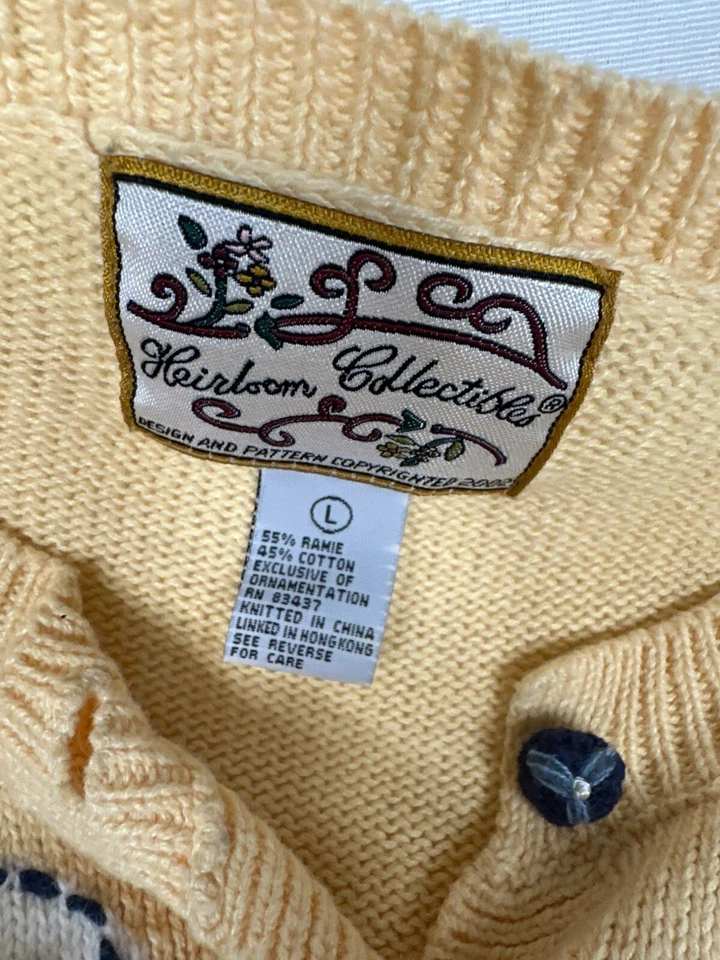 Heirloom Collectibles®
DESIGN AND PATTERN COPYRIGHTED 2002
L
55% RAMIE
45% COTTON
EXCLUSIVE OF
ORNAMENTATION
RN 83437
KNITTED IN CHINA
LINKED IN HONG KONG
SEE REVERSE
FOR CARE